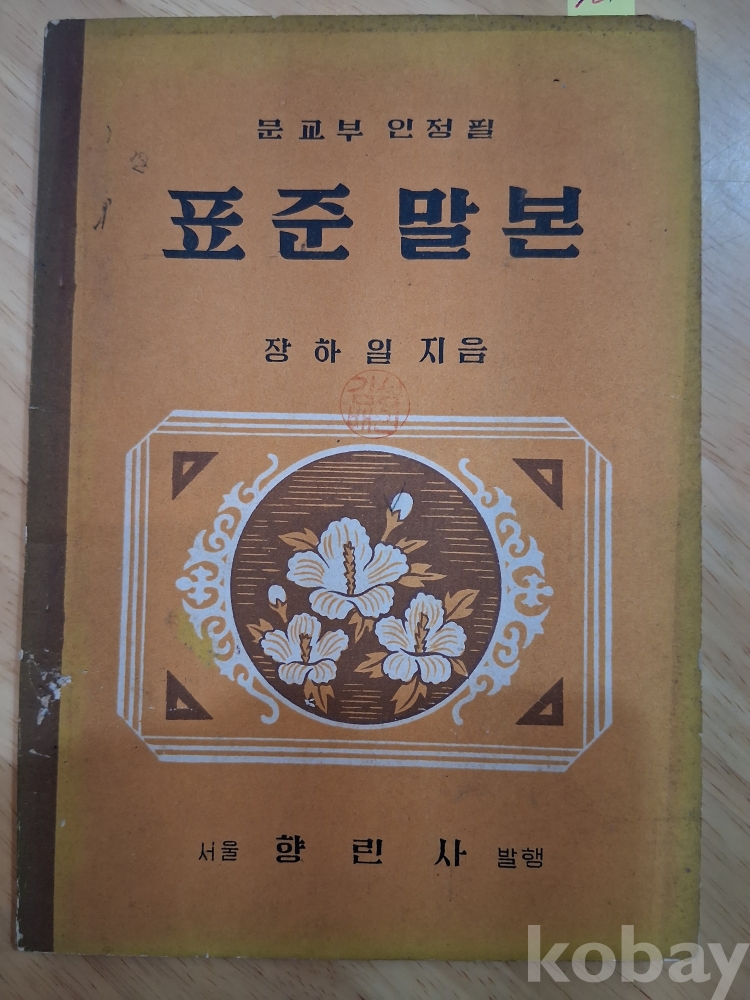 문교부 인정필
표준 말본
장하일 지음
서울 향린사 발행
kobay